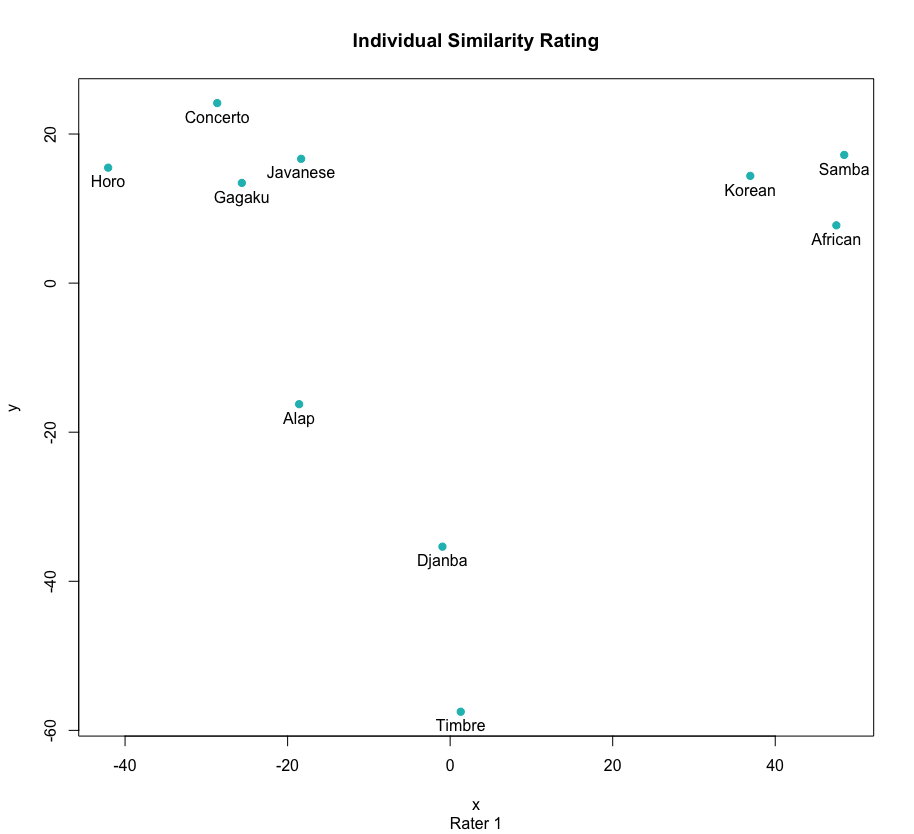 Individual Similarity Rating
Concerto
Horo
Javanese
Gagaku
Samba
Korean
African
Alap
Djanba
Timbre
20
0
-20
-40
-60
y
-40 -20 0 20 40
x
Rater 1